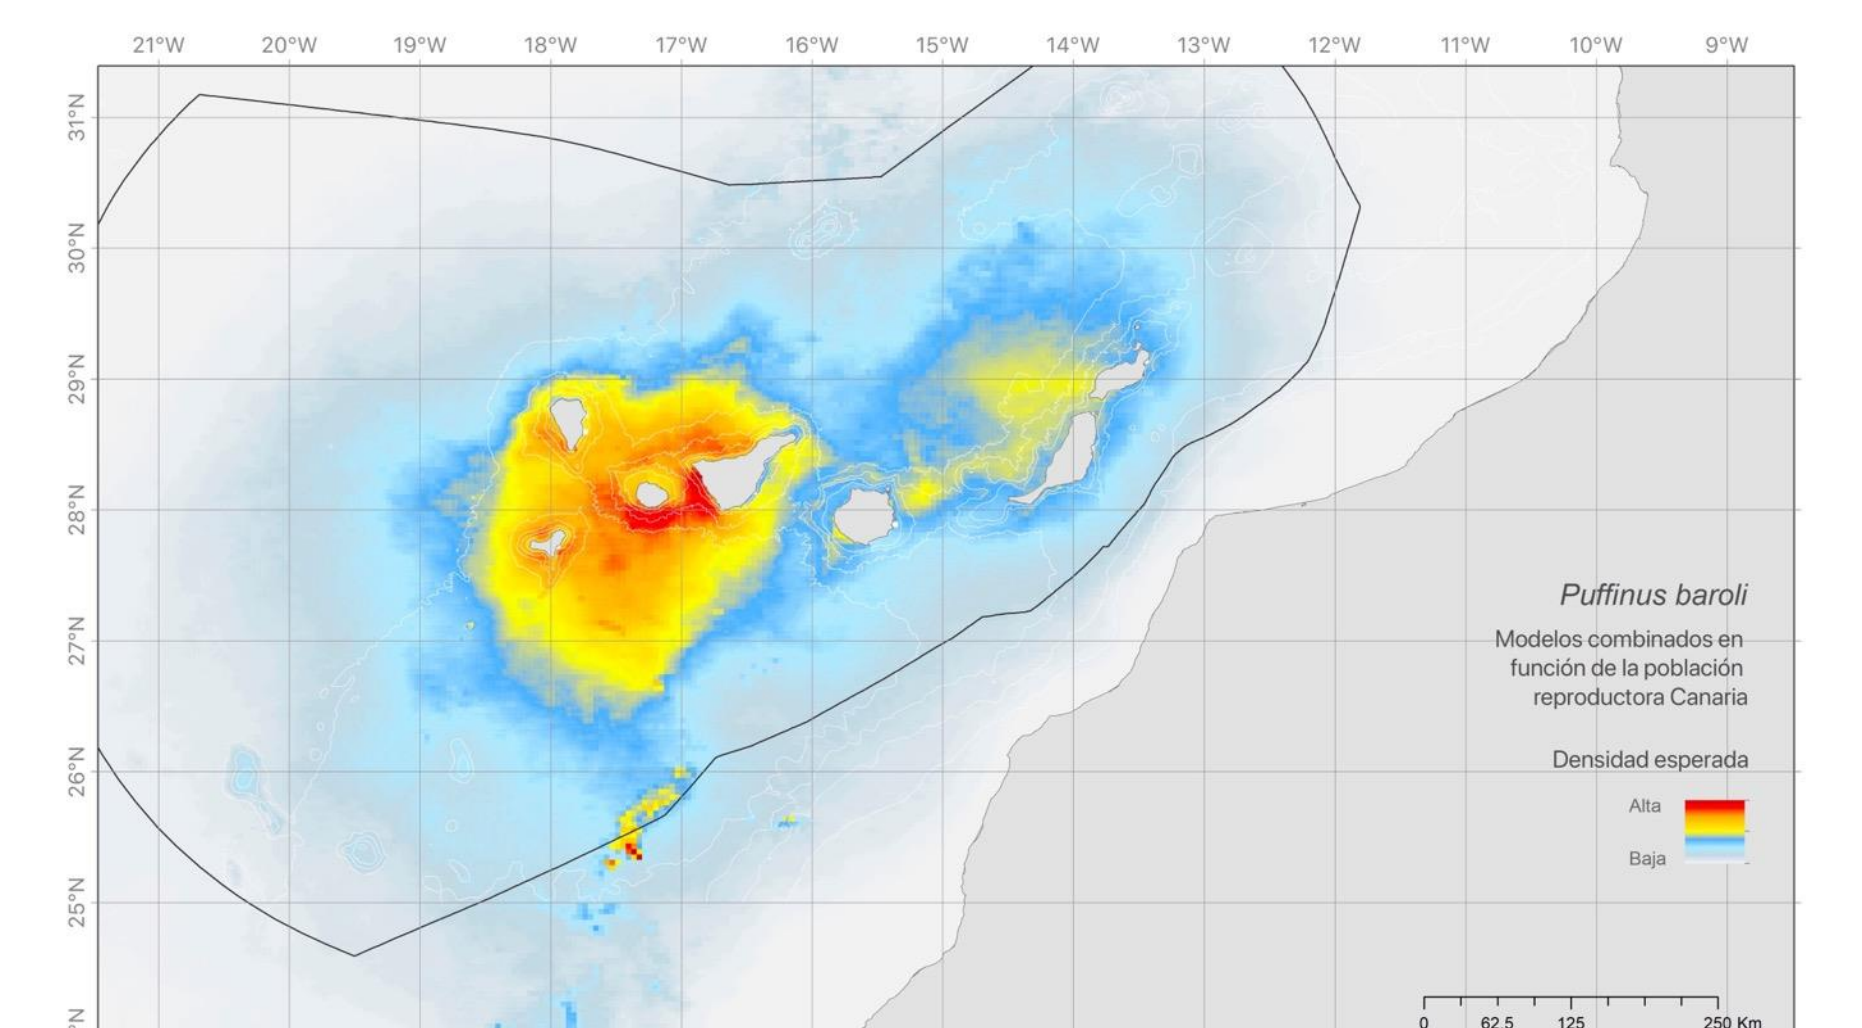 21°W 20°W 19°W 18°W 17°W 16°W 15°W 14°W 13°W 12°W 11°W 10°W 9°W
31°N
30°N
29°N
28°N
27°N
26°N
25°N
Puffinus baroli
Modelos combinados en
función de la población
reproductora Canaria
Densidad esperada
Alta
Baja
0 62.5 125 250 Km